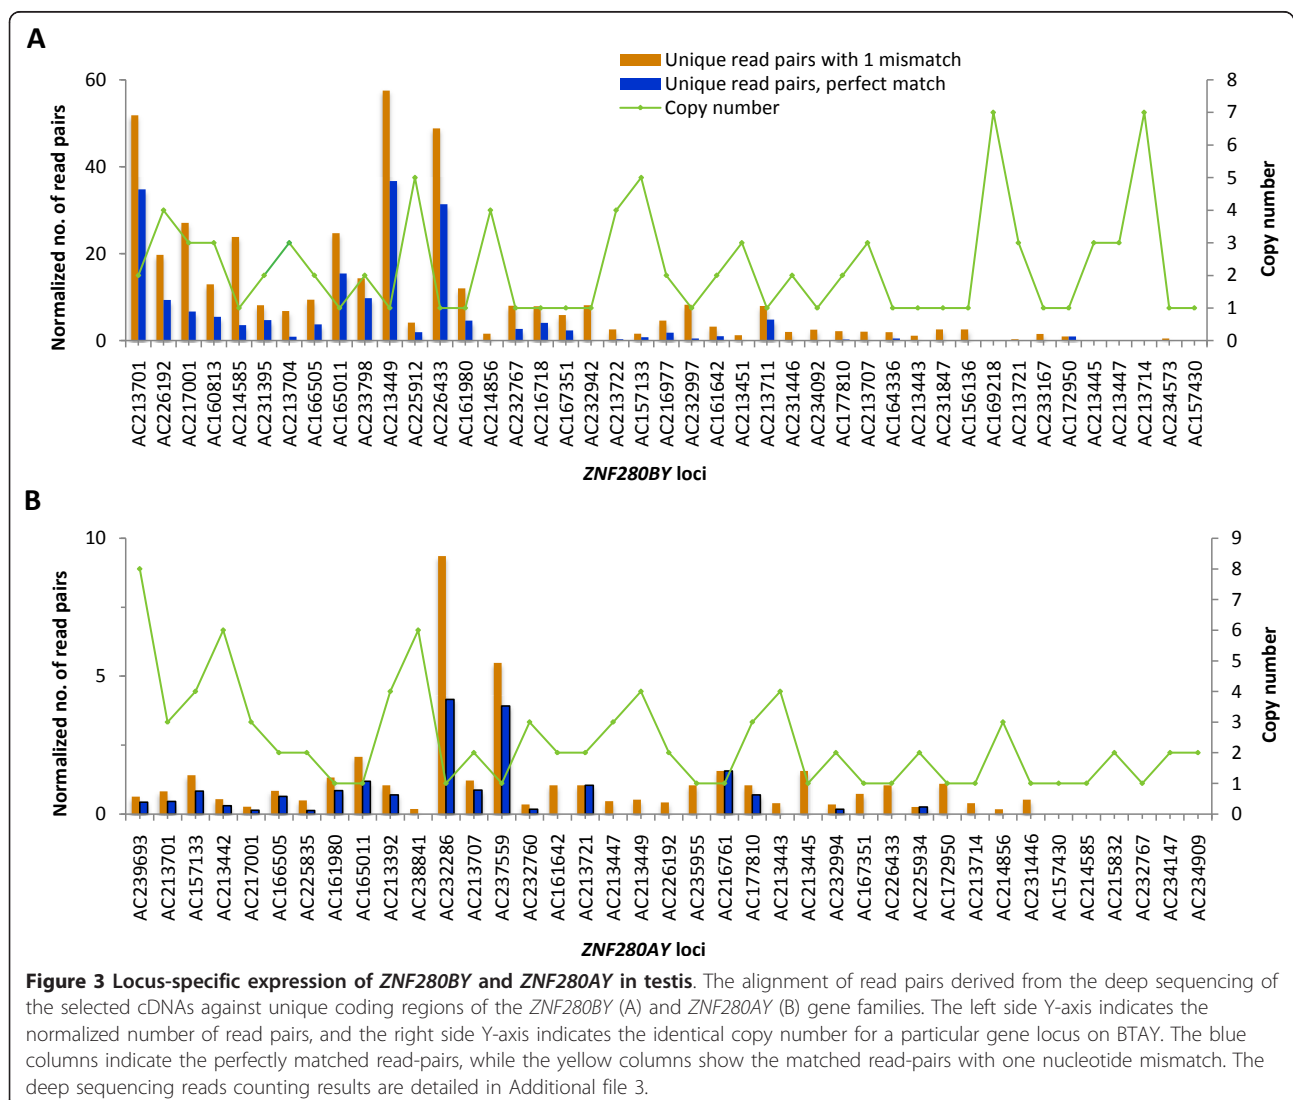 A
Unique read pairs with 1 mismatch
Unique read pairs, perfect match
Copy number
Normalized no. of read pairs
60
40
20
0
8
7
6
5
4
3
2
1
0
Copy number
AC213701
AC226192
AC217001
AC160813
AC214585
AC231395
AC213704
AC166505
AC165011
AC233798
AC213449
AC225912
AC226433
AC161980
AC214856
AC232767
AC216718
AC167351
AC232942
AC213722
AC157133
AC216977
AC232997
AC161642
AC213451
AC213711
AC231446
AC234092
AC177810
AC213707
AC164336
AC213443
AC231847
AC156136
AC169218
AC213721
AC233167
AC172950
AC213445
AC213447
AC213714
AC234573
AC157430
ZNF280BY loci
B
Normalized no. of read pairs
10
5
0
9
8
7
6
5
4
3
2
1
0
Copy number
AC239693
AC213701
AC157133
AC213442
AC217001
AC166505
AC225835
AC161980
AC165011
AC213392
AC238841
AC232286
AC213707
AC237559
AC232760
AC161642
AC213721
AC213447
AC213449
AC226192
AC235955
AC216761
AC177810
AC213443
AC213445
AC232994
AC167351
AC226433
AC225934
AC172950
AC213714
AC214856
AC231446
AC157430
AC214585
AC215832
AC232767
AC234147
AC234909
ZNF280AY loci
Figure 3 Locus-specific expression of ZNF280BY and ZNF280AY in testis. The alignment of read pairs derived from the deep sequencing of
the selected cDNAs against unique coding regions of the ZNF280BY (A) and ZNF280AY (B) gene families. The left side Y-axis indicates the
normalized number of read pairs, and the right side Y-axis indicates the identical copy number for a particular gene locus on BTAY. The blue
columns indicate the perfectly matched read-pairs, while the yellow columns show the matched read-pairs with one nucleotide mismatch. The
deep sequencing reads counting results are detailed in Additional file 3.